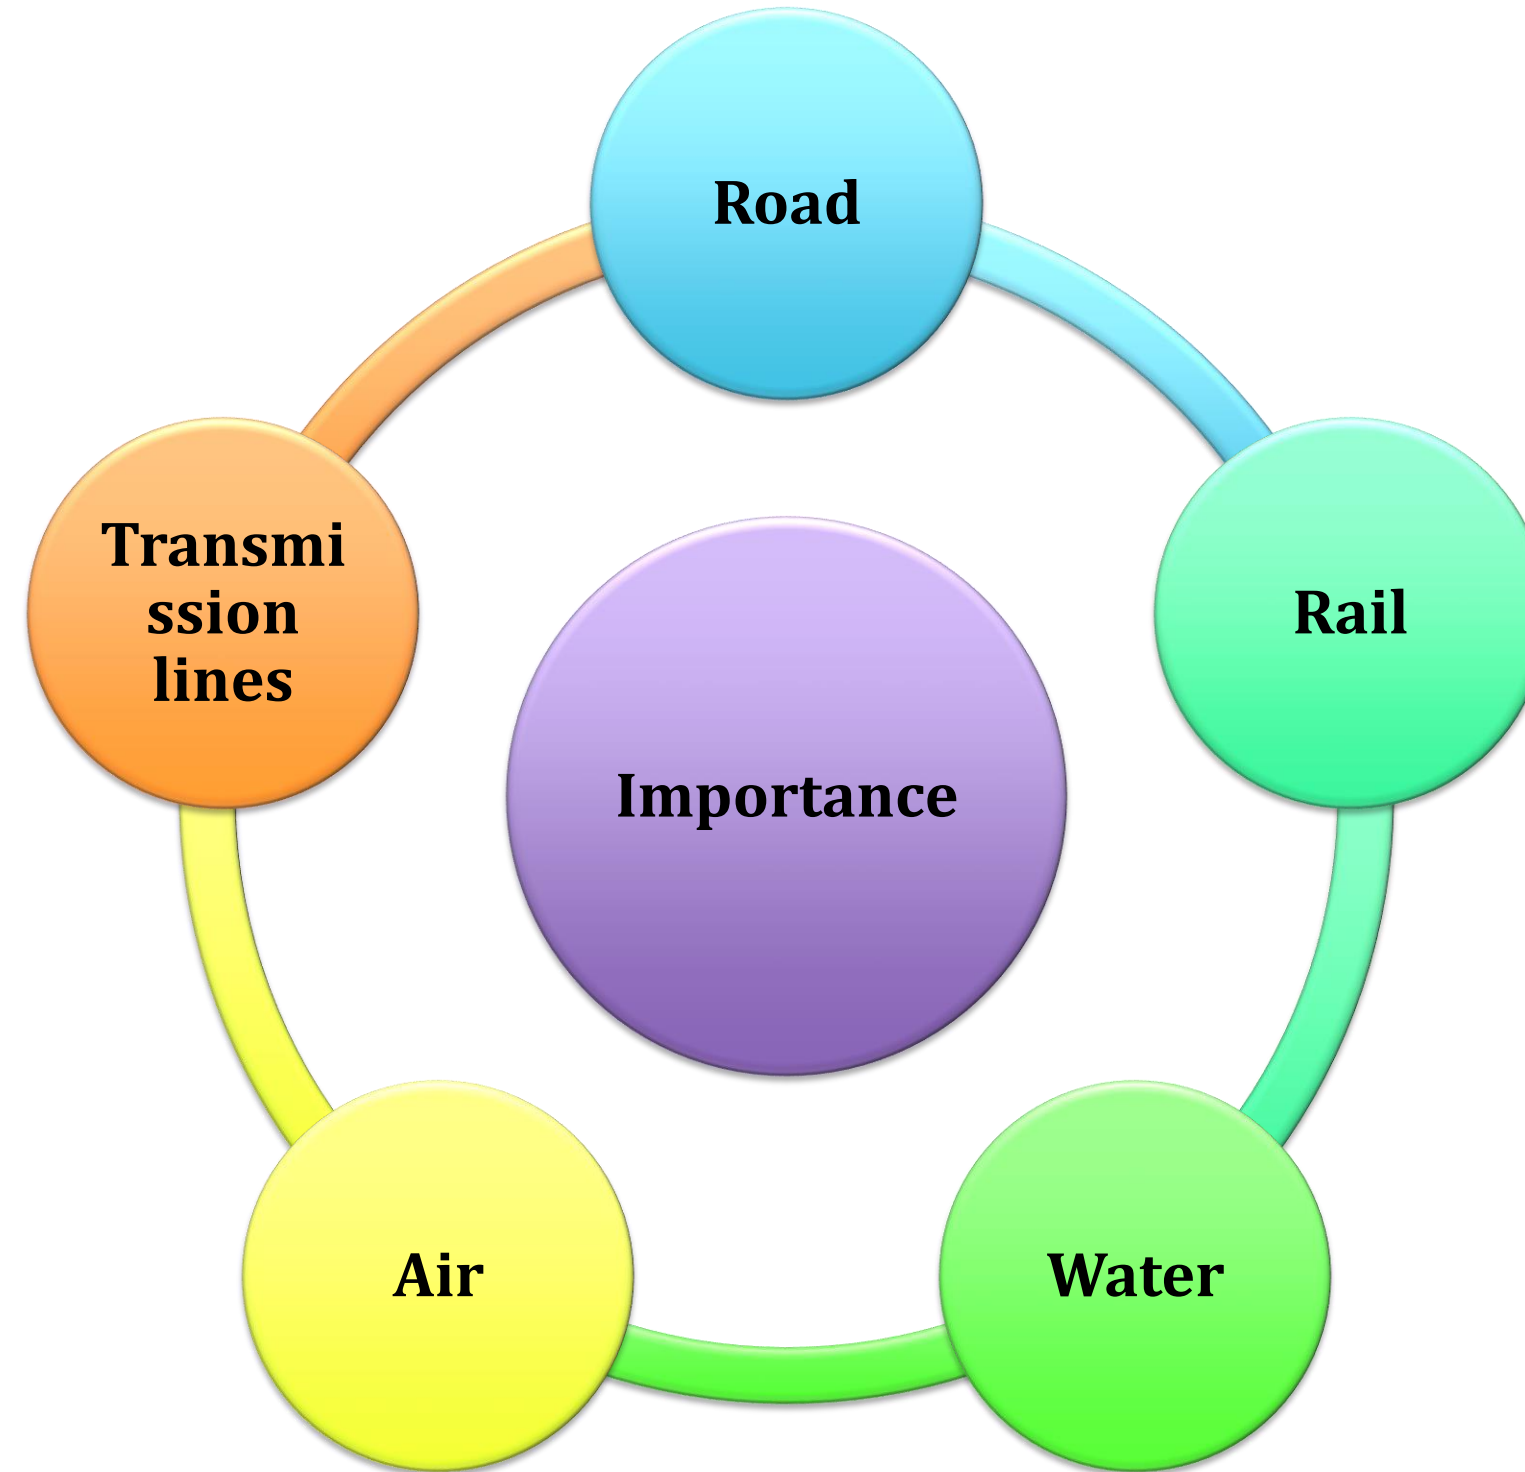 Road
Transmi
ssion
lines
Rail
Importance
Air
Water